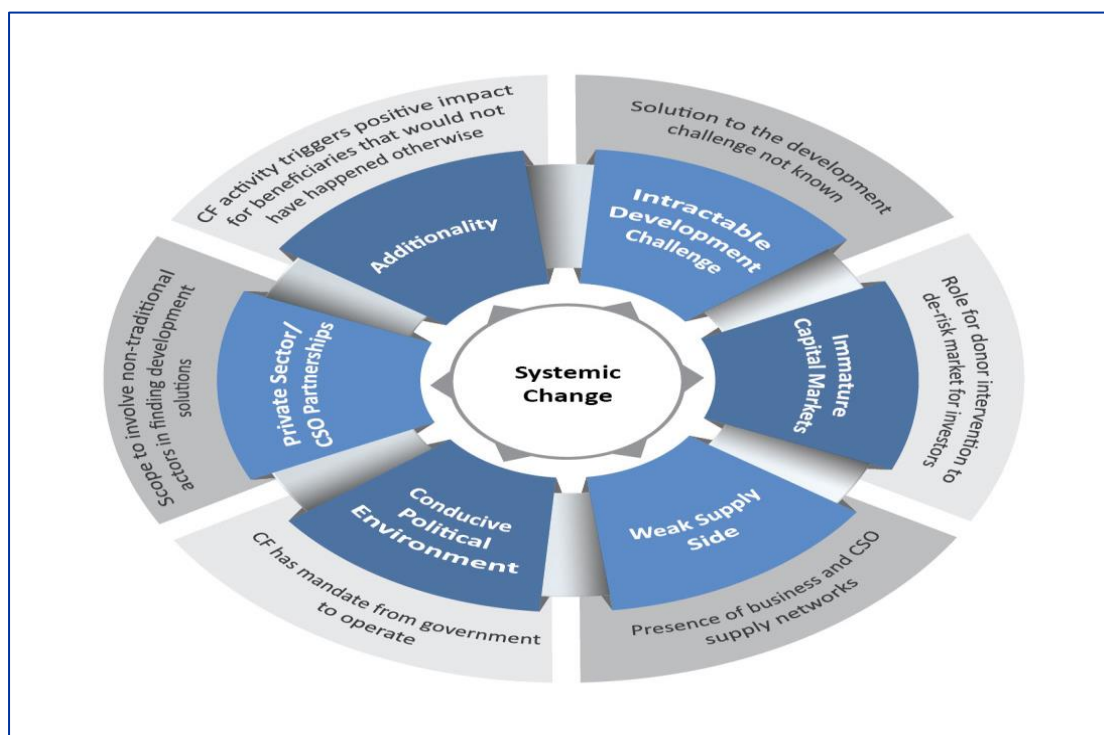 CF activity triggers positive impact
for beneficiaries that would not
have happened otherwise
Additionality
Solution to the development
challenge not known
Intractable
Development
Challenge
Role for donor intervention to
de-risk market for investors
Immature
Capital Markets
Presence of business and CSO
supply networks
Weak Supply
Side
CF has mandate from government
to operate
Conducive
Political
Environment
Scope to involve non-traditional
actors in finding development
solutions
Private Sector/
CSO Partnerships
Systemic
Change